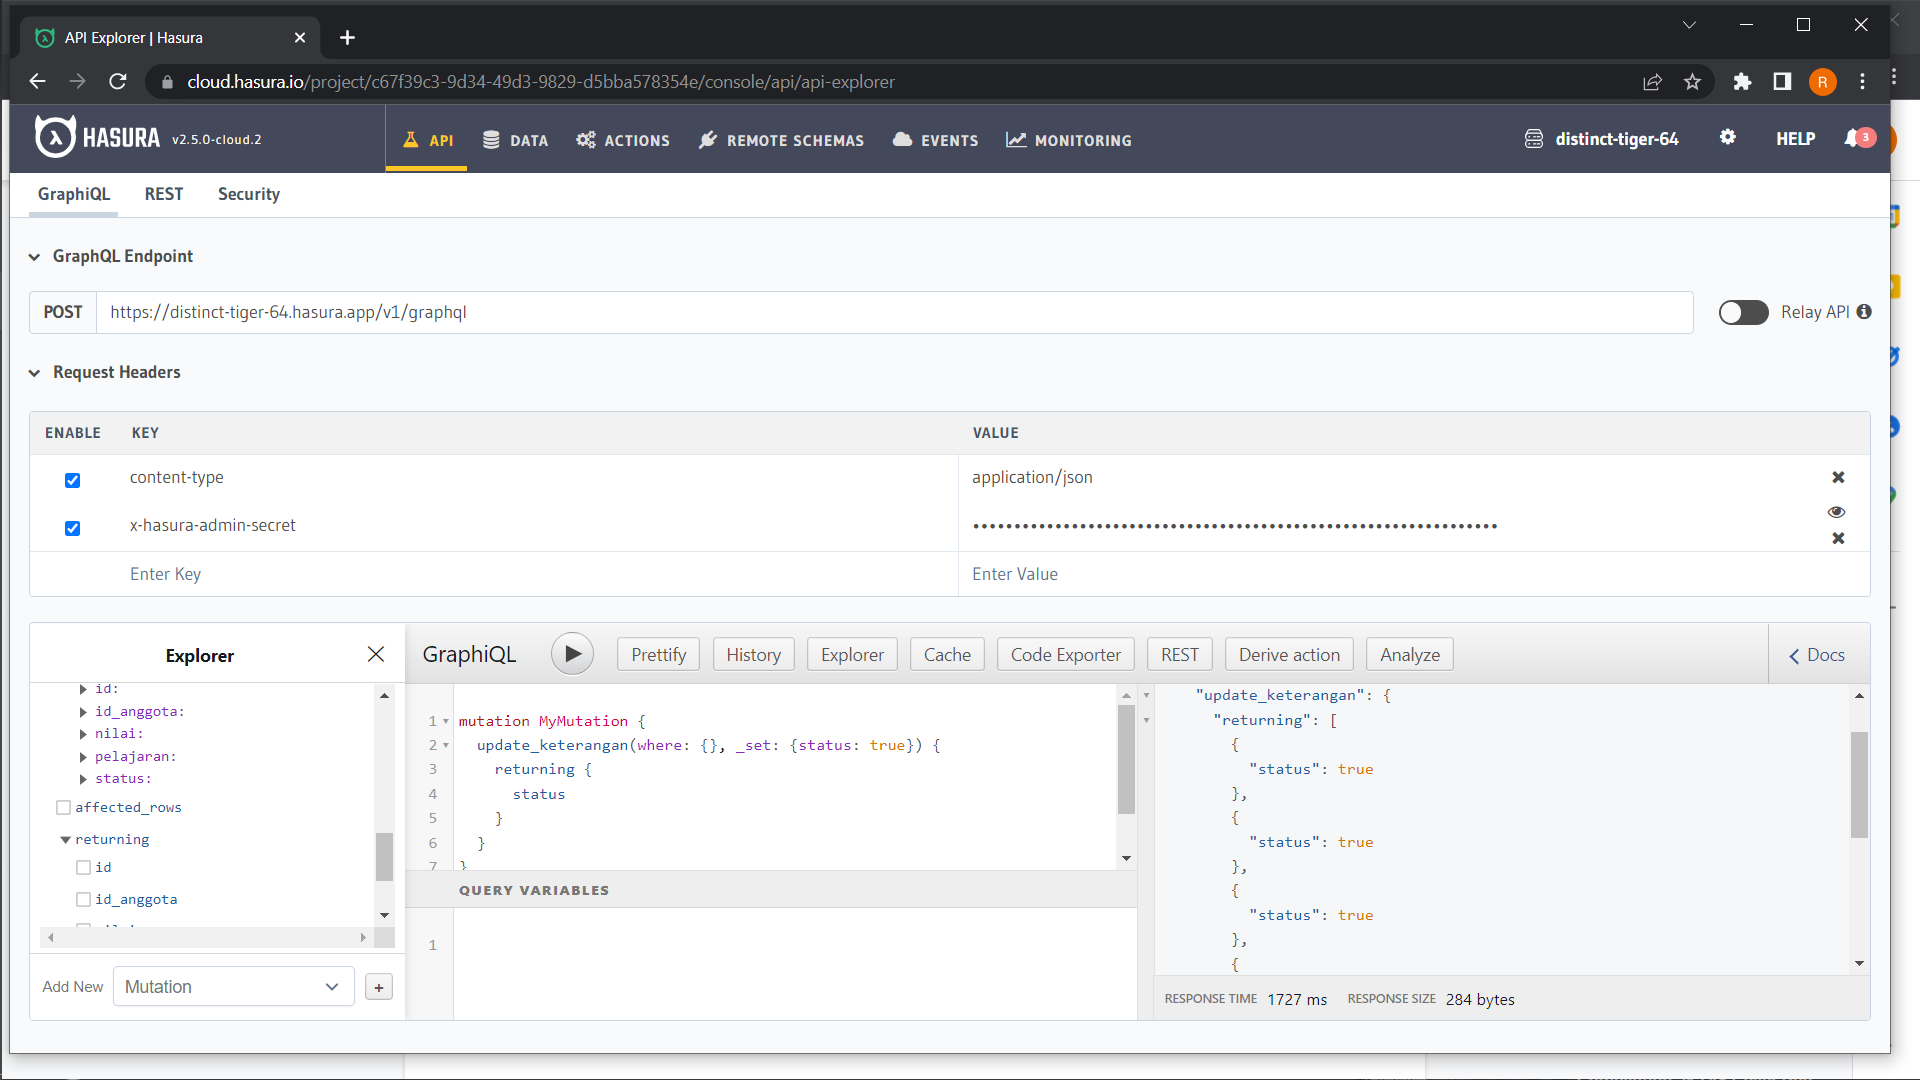 API Explorer | Hasura
cloud.hasura.io/project/c67f39c3-9d34-49d3-9829-d5bba578354e/console/api/api-explorer
R
HASURA v2.5.0-cloud.2
API DATA ACTIONS REMOTE SCHEMAS EVENTS MONITORING
distinct-tiger-64 HELP 3
GraphiQL REST Security
GraphQL Endpoint
POST https://distinct-tiger-64.hasura.app/v1/graphql Relay API
Request Headers
ENABLE KEY VALUE
content-type application/json
x-hasura-admin-secret ••••••••••••••••••••••••••••••••••••••••••••••••••••••••••••••••
Enter Key Enter Value
Explorer
GraphiQL Prettify History Explorer Cache Code Exporter REST Derive action Analyze Docs
id:
id_anggota:
nilai:
pelajaran:
status:
affected_rows
returning
id
id_anggota
Add New Mutation +
1 mutation MyMutation {
2 update_keterangan(where: {}, _set: {status: true}) {
3 returning {
4 status
5 }
6 }
7 }
QUERY VARIABLES
1
"update_keterangan": {
"returning": [
{
"status": true
},
{
"status": true
},
{
"status": true
},
{
RESPONSE TIME 1727 ms RESPONSE SIZE 284 bytes